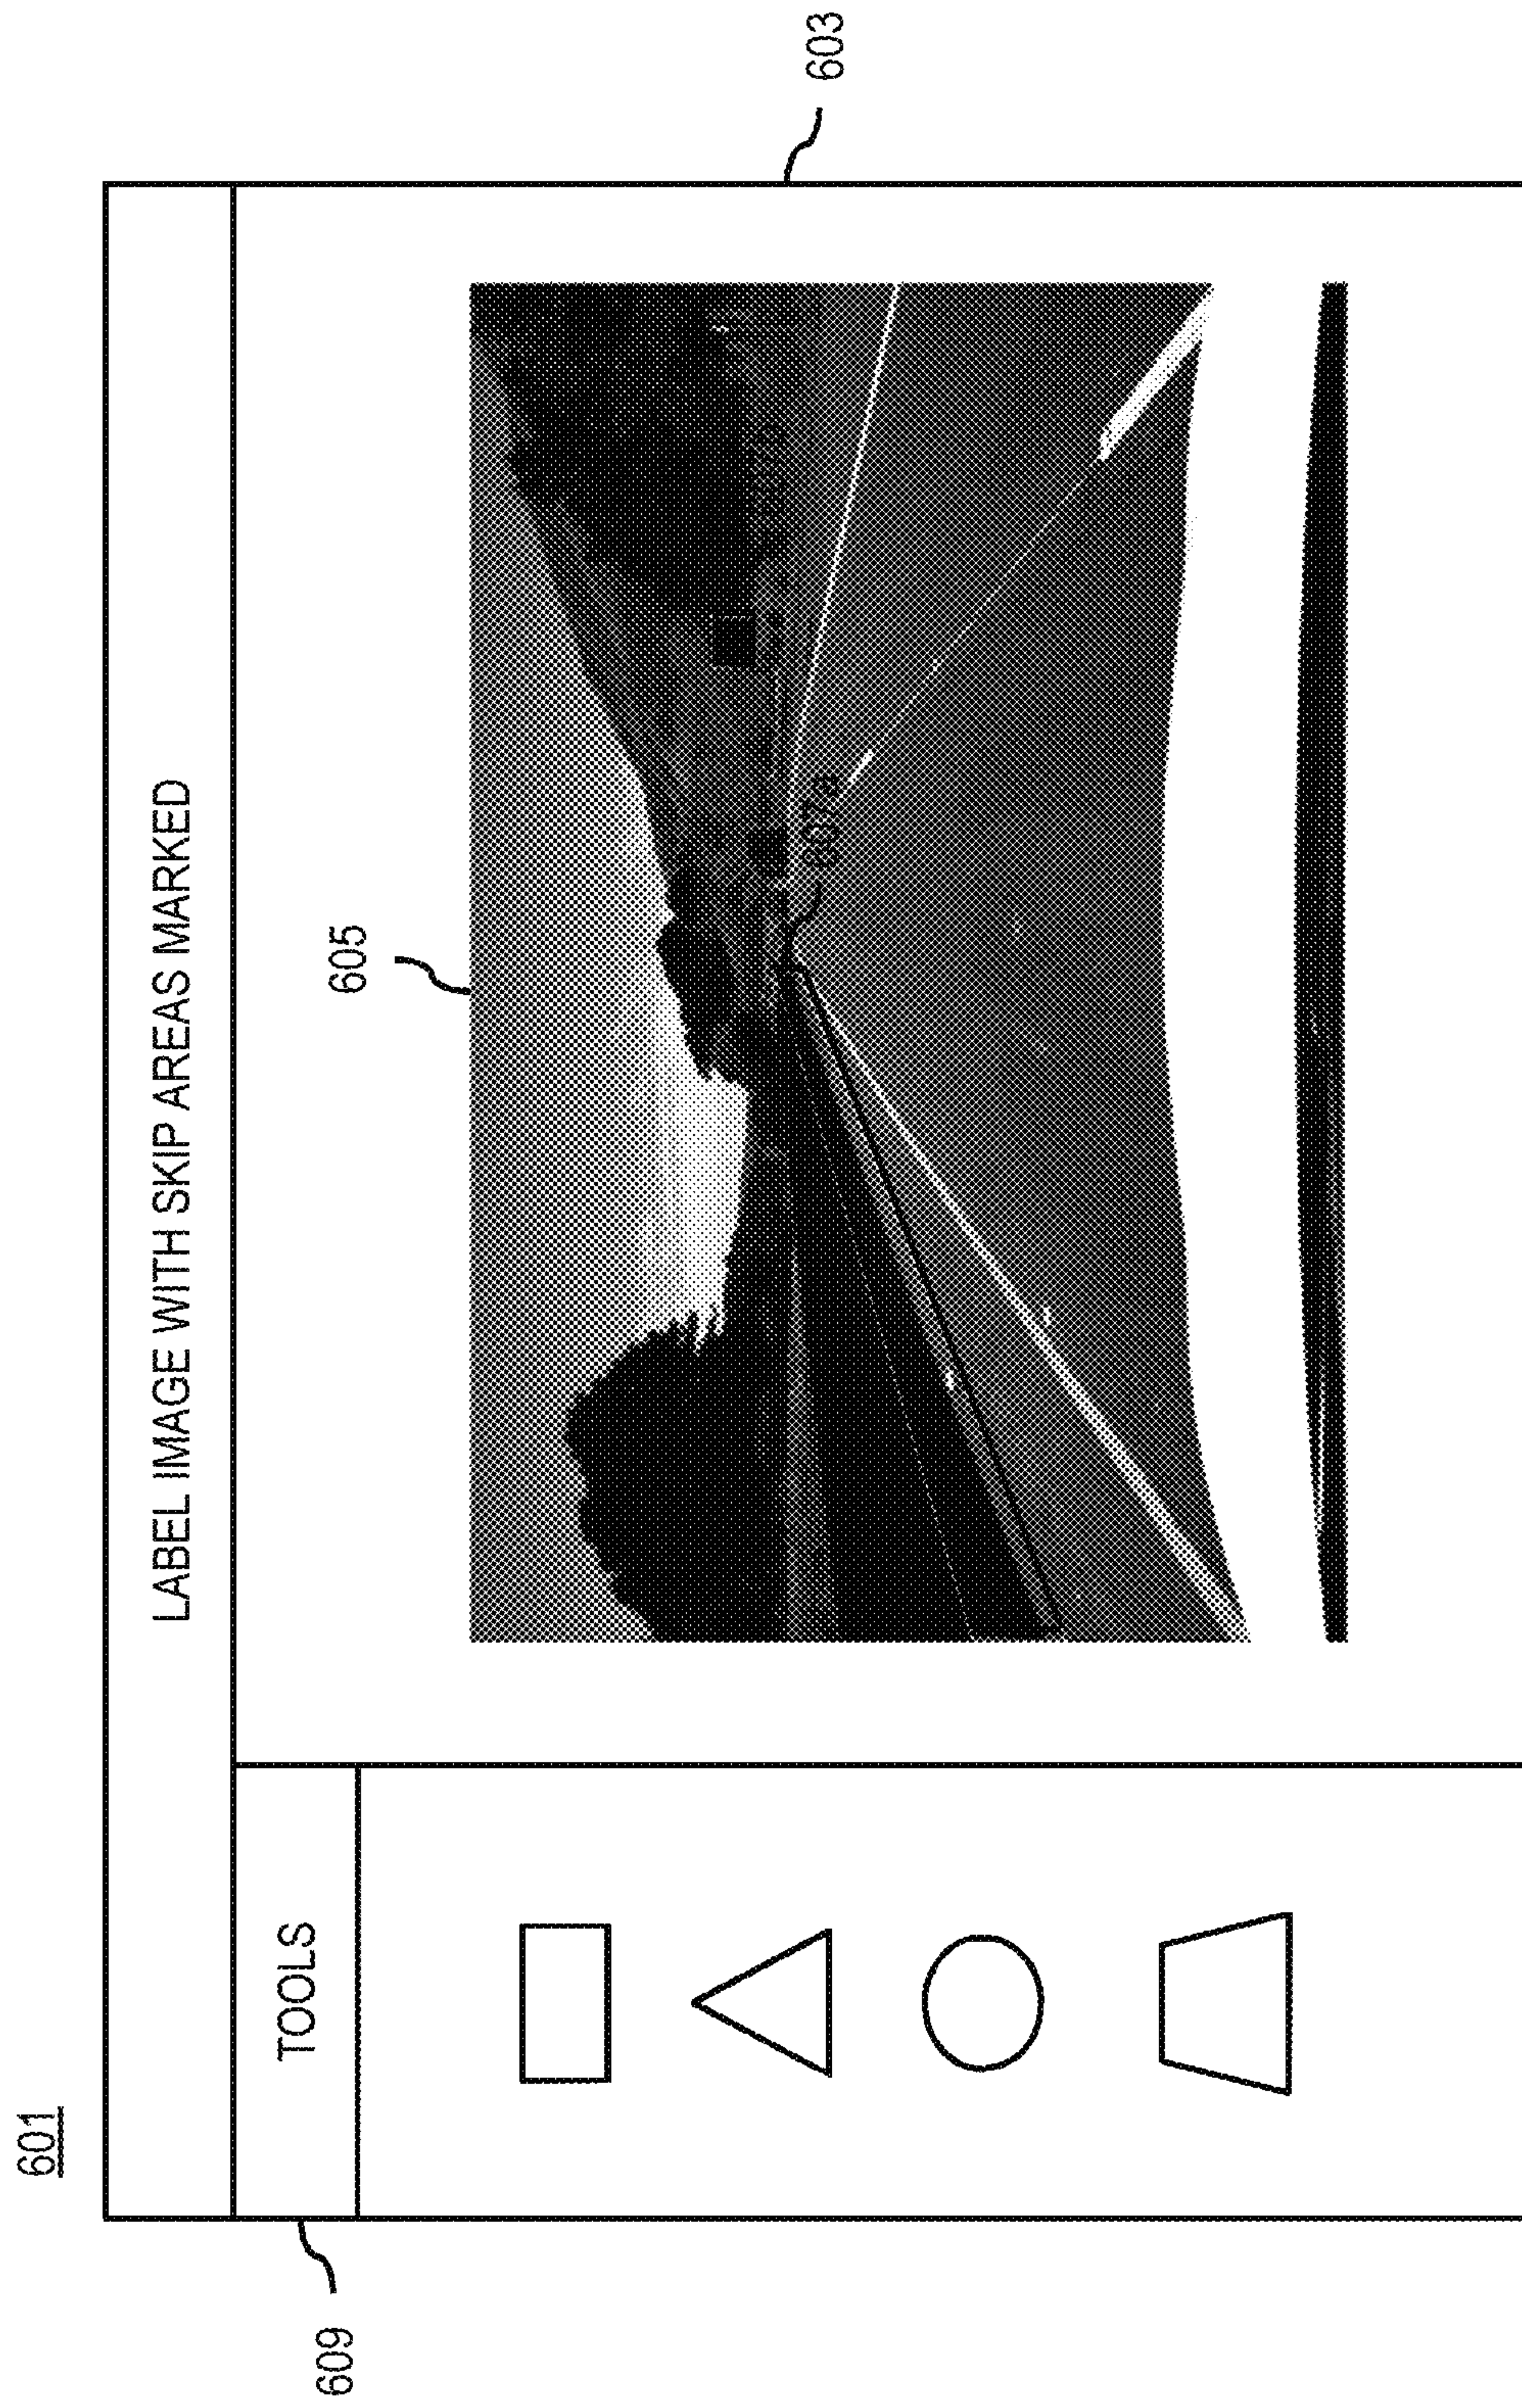 601
LABEL IMAGE WITH SKIP AREAS MARKED
609
TOOLS
605
607a
603